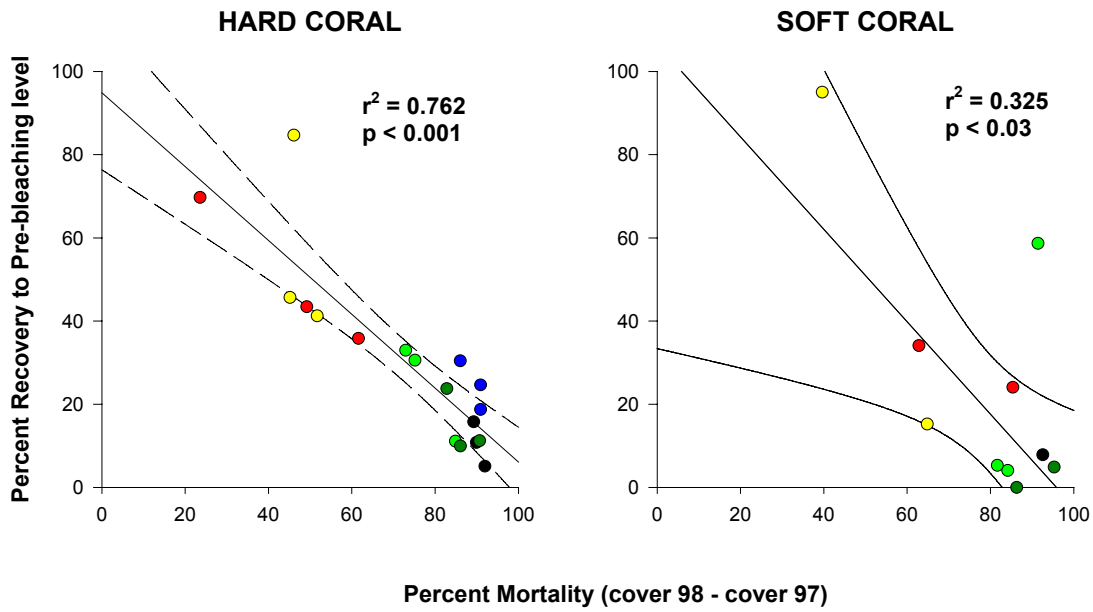 HARD CORAL
SOFT CORAL
Percent Recovery to Pre-bleaching level
100
80
60
40
20
0
r² = 0.762
p < 0.001
0 20 40 60 80 100
100
80
60
40
20
0
r² = 0.325
p < 0.03
0 20 40 60 80 100
Percent Mortality (cover 98 - cover 97)